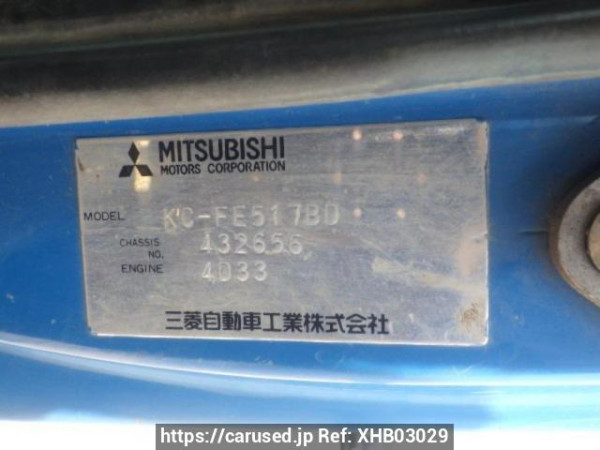 MITSUBISHI
MOTORS CORPORATION
MODEL KC-FE517BD
CHASSIS NO. 432656
ENGINE 4D33
三菱自動車工業株式会社
https://carused.jp Ref: XHB03029